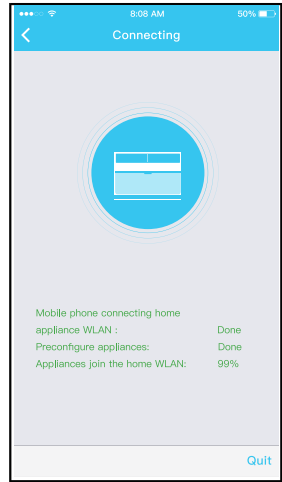 8:08 AM 50%
Connecting
Mobile phone connecting home
appliance WLAN : Done
Preconfigure appliances: Done
Appliances join the home WLAN: 99%
Quit